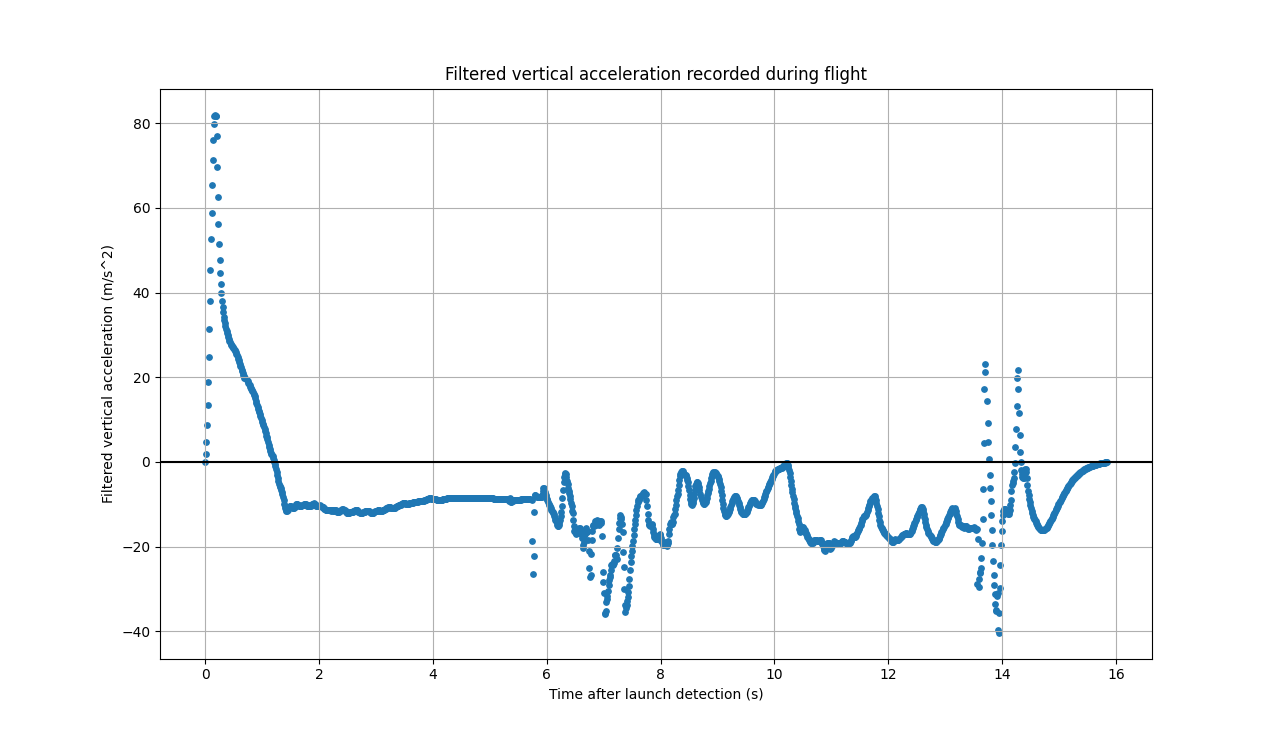 Filtered vertical acceleration recorded during flight
Filtered vertical acceleration (m/s^2)
80
60
40
20
0
−20
−40
0 2 4 6 8 10 12 14 16
Time after launch detection (s)